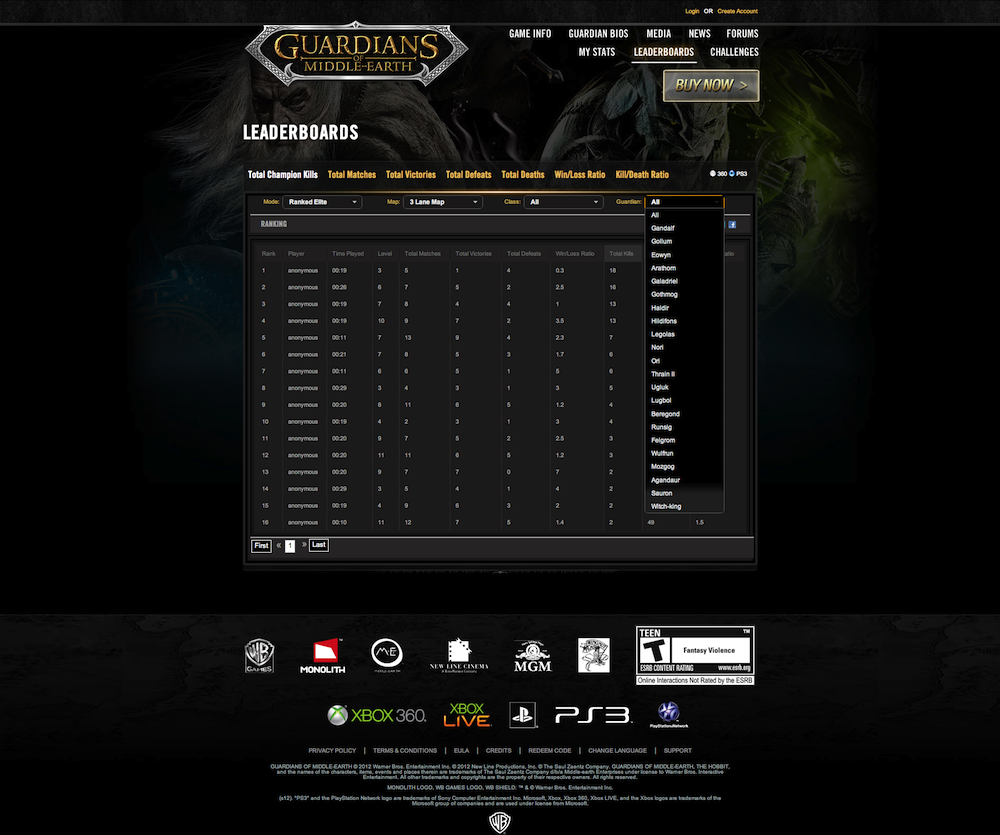 Login OR Create Account
GUARDIANS
OF
MIDDLE-EARTH
GAME INFO GUARDIAN BIOS MEDIA NEWS FORUMS
MY STATS LEADERBOARDS CHALLENGES
BUY NOW >
LEADERBOARDS
Total Champion Kills Total Matches Total Victories Total Defeats Total Deaths Win/Loss Ratio Kill/Death Ratio 360 PS3
Mode: Ranked Elite Map: 3 Lane Map Class: All Guardian: All
RANKING
All
Gandalf
Gollum
Eowyn
Arathorn
Galadriel
Gothmog
Haldir
Hildifons
Legolas
Nori
Ori
Thrain II
Ugluk
Lugbol
Beregond
Runsig
Felgrom
Wulfrun
Mozgog
Agandaur
Sauron
Witch-king
Rank Player Time Played Level Total Matches Total Victories Total Defeats Win/Loss Ratio Total Kills
1 anonymous 00:19 3 5 1 4 0.3 18
2 anonymous 00:26 6 7 5 2 2.5 16
3 anonymous 00:19 7 8 4 4 1 13
4 anonymous 00:19 10 9 7 2 3.5 13
5 anonymous 00:11 7 13 9 4 2.3 7
6 anonymous 00:21 7 8 5 3 1.7 6
7 anonymous 00:11 6 6 5 1 5 6
8 anonymous 00:29 3 4 3 1 3 5
9 anonymous 00:20 8 11 6 5 1.2 4
10 anonymous 00:19 4 2 3 1 3 4
11 anonymous 00:20 9 7 5 2 2.5 3
12 anonymous 00:20 11 11 6 5 1.2 3
13 anonymous 00:20 9 7 7 0 7 2
14 anonymous 00:29 3 5 4 1 4 2
15 anonymous 00:19 4 9 6 3 2 2
16 anonymous 00:10 11 12 7 5 1.4 2 49 1.5
First « 1 » Last
WB
GAMES
MONOLITH
NEW LINE CINEMA
MGM
TEEN
T
Fantasy Violence
ESRB CONTENT RATING www.esrb.org
Online Interactions Not Rated by the ESRB
XBOX 360.
XBOX
LIVE
PS3
PlayStation Network
PRIVACY POLICY | TERMS & CONDITIONS | EULA | CREDITS | REDEEM CODE | CHANGE LANGUAGE | SUPPORT
GUARDIANS OF MIDDLE-EARTH © 2012 Warner Bros. Entertainment Inc. © 2012 New Line Productions, Inc. © The Saul Zaentz Company. GUARDIANS OF MIDDLE-EARTH, THE HOBBIT,
and the names of the characters, items, events and places therein are trademarks of The Saul Zaentz Company d/b/a Middle-earth Enterprises under license to Warner Bros. Interactive
Entertainment. All other trademarks and copyrights are the property of their respective owners. All rights reserved.
MONOLITH LOGO, WB GAMES LOGO, WB SHIELD: ™ & © Warner Bros. Entertainment Inc.
(s12). "PS3" and the PlayStation Network logo are trademarks of Sony Computer Entertainment Inc. Microsoft, Xbox, Xbox 360, Xbox LIVE, and the Xbox logos are trademarks of the
Microsoft group of companies and are used under license from Microsoft.
WB